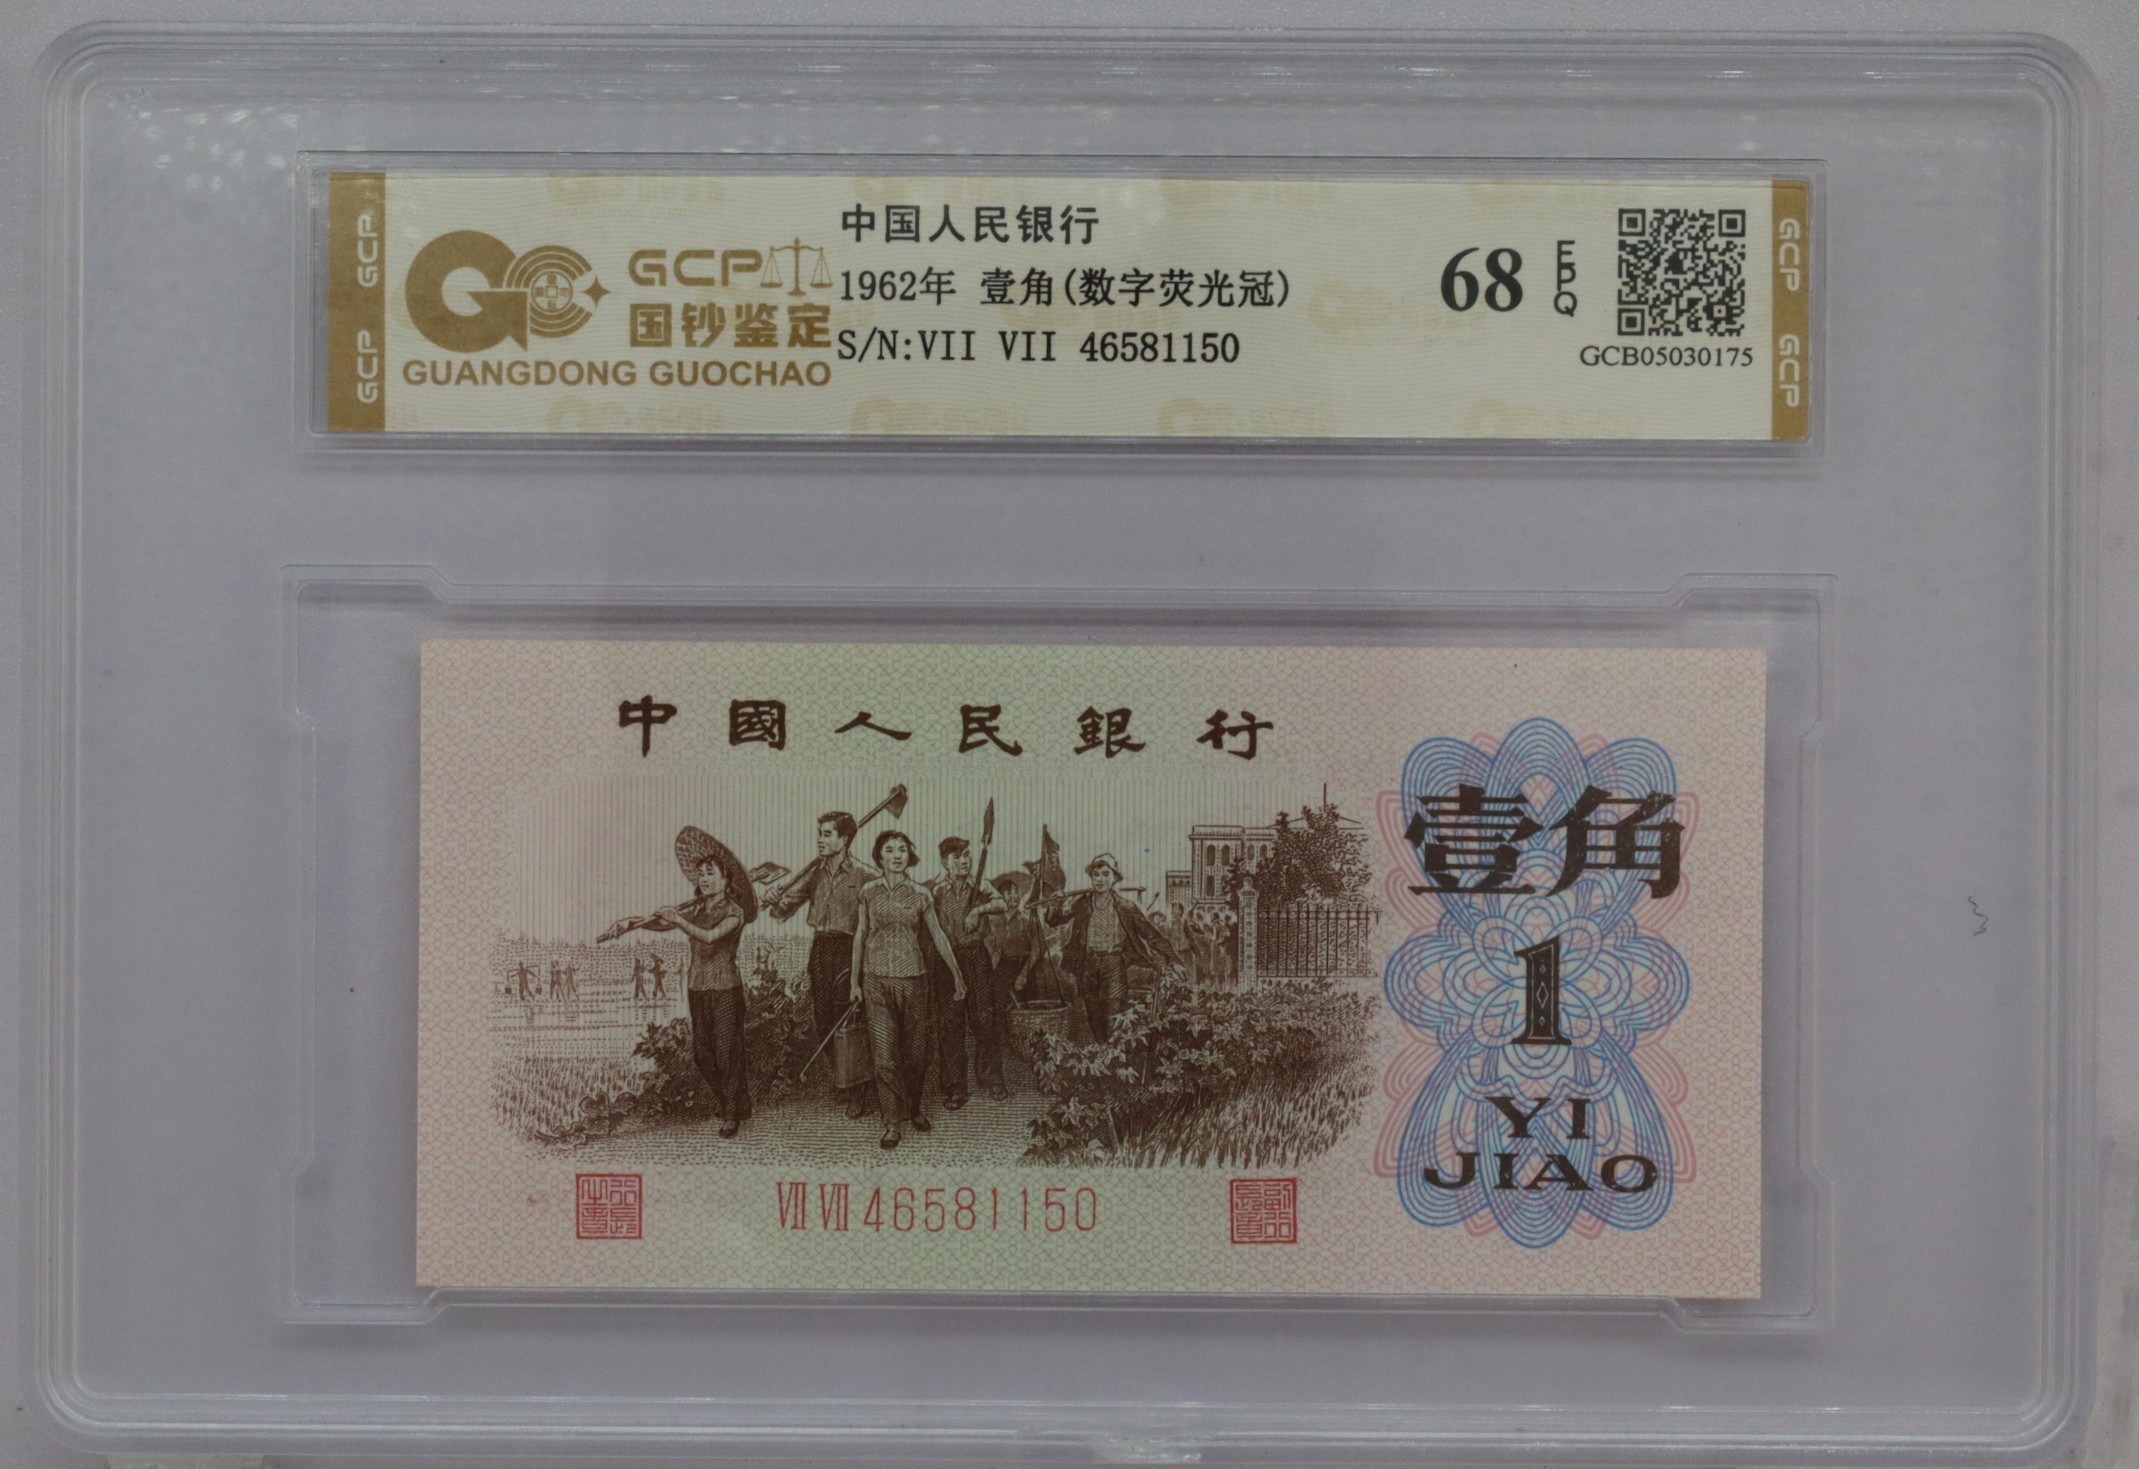 GCP
GCP
GCP
国钞鉴定
GUANGDONG GUOCHAO
中国人民银行
1962年 壹角(数字荧光冠)
S/N:VII VII 46581150
68
EPQ
GCB05030175
GCP
GCP
中國人民銀行
壹角
1
YI
JIAO
VII VII 46581150